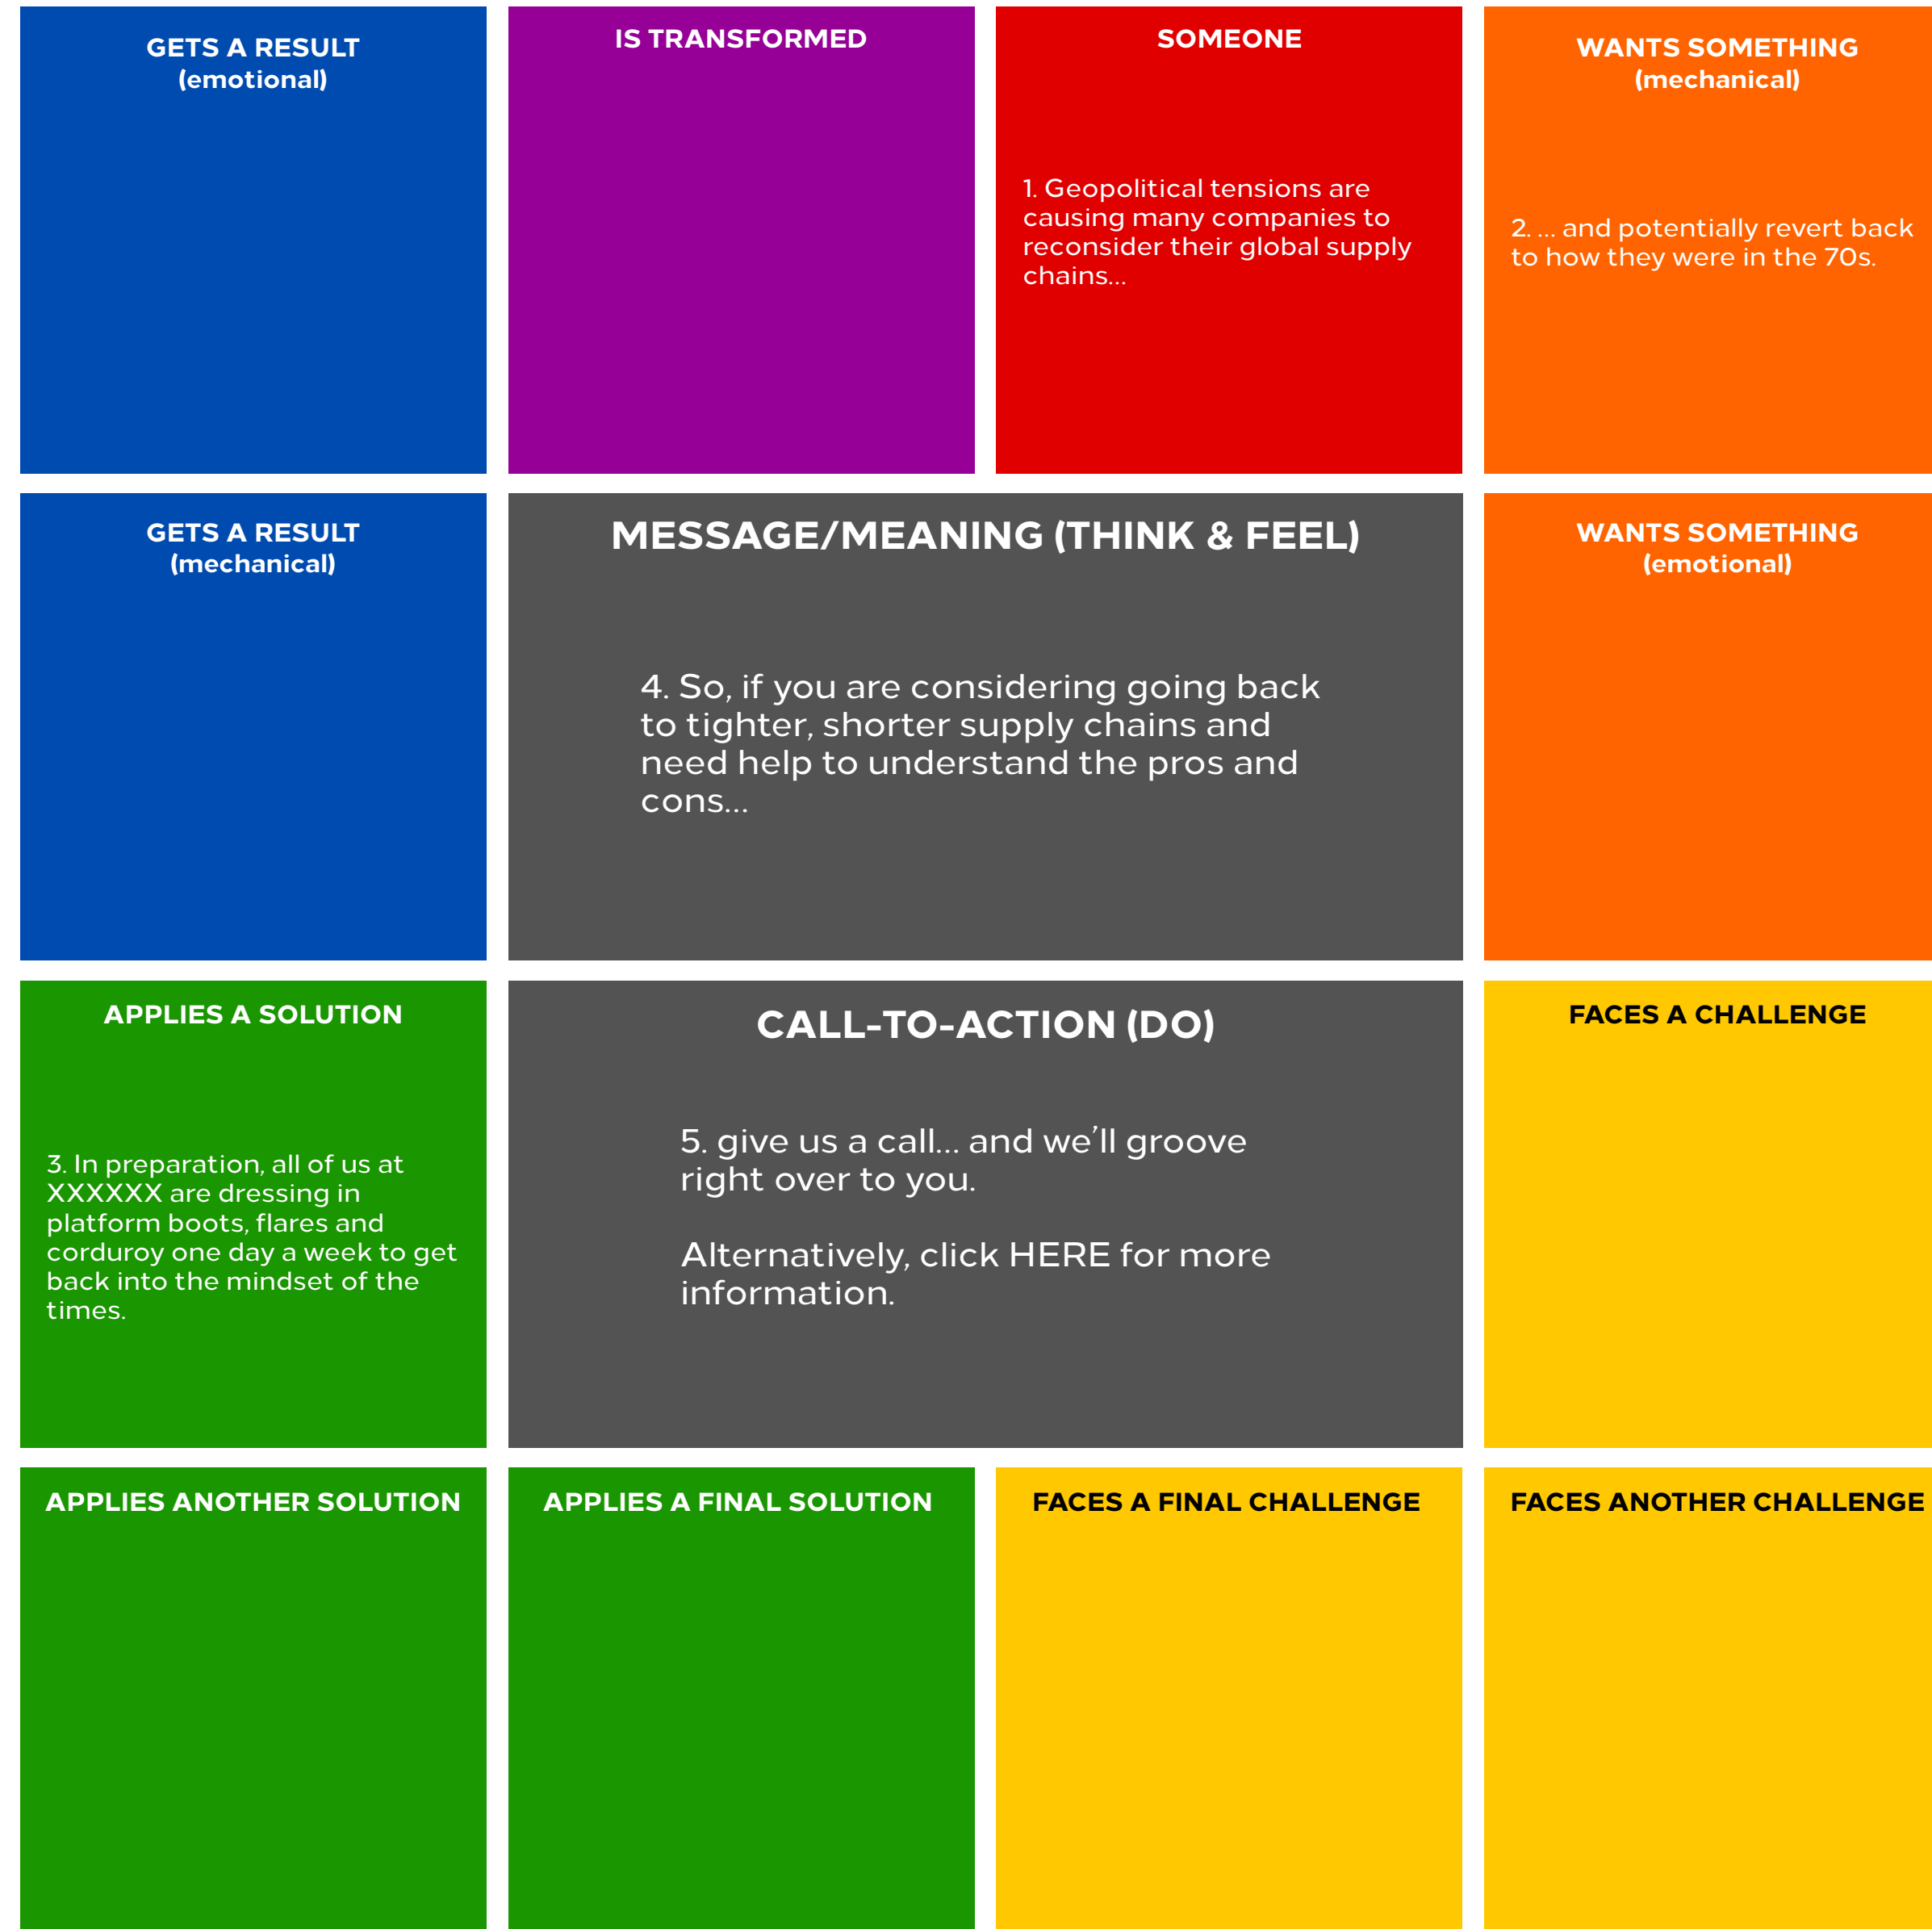 GETS A RESULT
(emotional)
IS TRANSFORMED
SOMEONE
1. Geopolitical tensions are
causing many companies to
reconsider their global supply
chains...
WANTS SOMETHING
(mechanical)
2. ... and potentially revert back
to how they were in the 70s.
GETS A RESULT
(mechanical)
MESSAGE/MEANING (THINK & FEEL)
4. So, if you are considering going back
to tighter, shorter supply chains and
need help to understand the pros and
cons...
WANTS SOMETHING
(emotional)
APPLIES A SOLUTION
3. In preparation, all of us at
XXXXXX are dressing in
platform boots, flares and
corduroy one day a week to get
back into the mindset of the
times.
CALL-TO-ACTION (DO)
5. give us a call... and we’ll groove
right over to you.
Alternatively, click HERE for more
information.
FACES A CHALLENGE
APPLIES ANOTHER SOLUTION
APPLIES A FINAL SOLUTION
FACES A FINAL CHALLENGE
FACES ANOTHER CHALLENGE